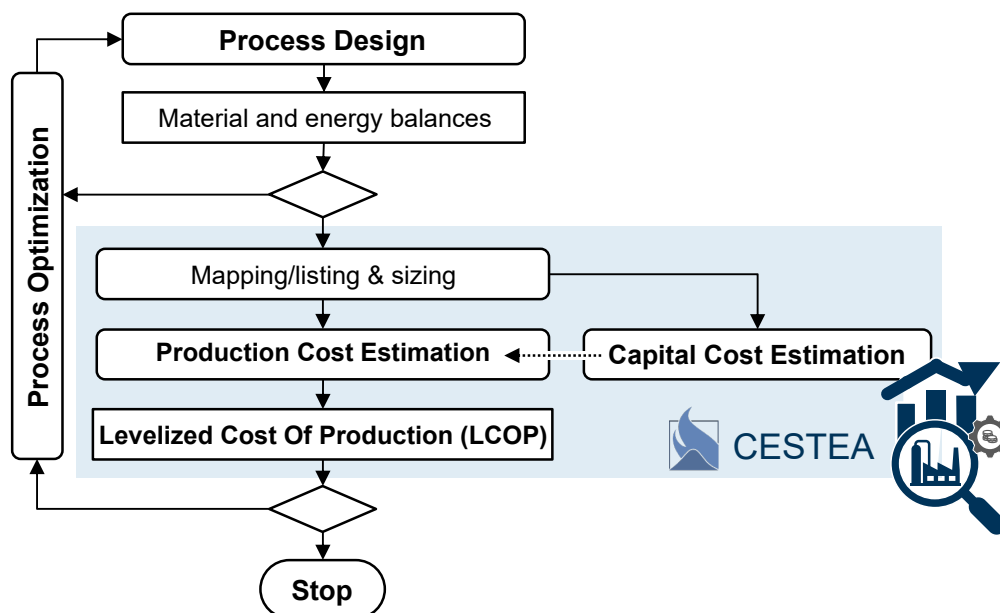 Process Design
Material and energy balances
Process Optimization
Mapping/listing & sizing
Production Cost Estimation
Capital Cost Estimation
Levelized Cost Of Production (LCOP)
CESTEA
Stop